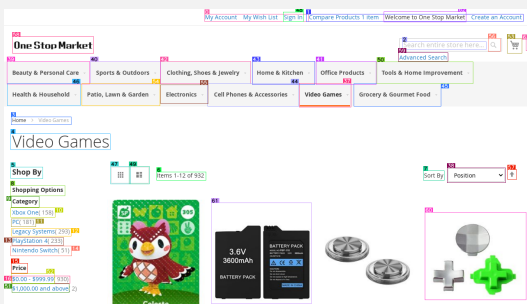 My Account My Wish List Sign In Compare Products 1 item Welcome to One Stop Market Create an Account
One Stop Market
Search entire store here...
Advanced Search
Beauty & Personal Care Sports & Outdoors Clothing, Shoes & Jewelry Home & Kitchen Office Products Tools & Home Improvement
Health & Household Patio, Lawn & Garden Electronics Cell Phones & Accessories Video Games Grocery & Gourmet Food
Home > Video Games
Video Games
Shop By
Items 1-12 of 932
Sort By Position
Shopping Options
Category
Xbox One( 158)
PC( 181)
Legacy Systems( 293)
PlayStation 4( 233)
Nintendo Switch( 51)
Price
$0.00 - $999.99( 930)
$1,000.00 and above( 2)
305
3.6V
3600mAh
BATTERY PACK
BATTERY PACK
Celeste